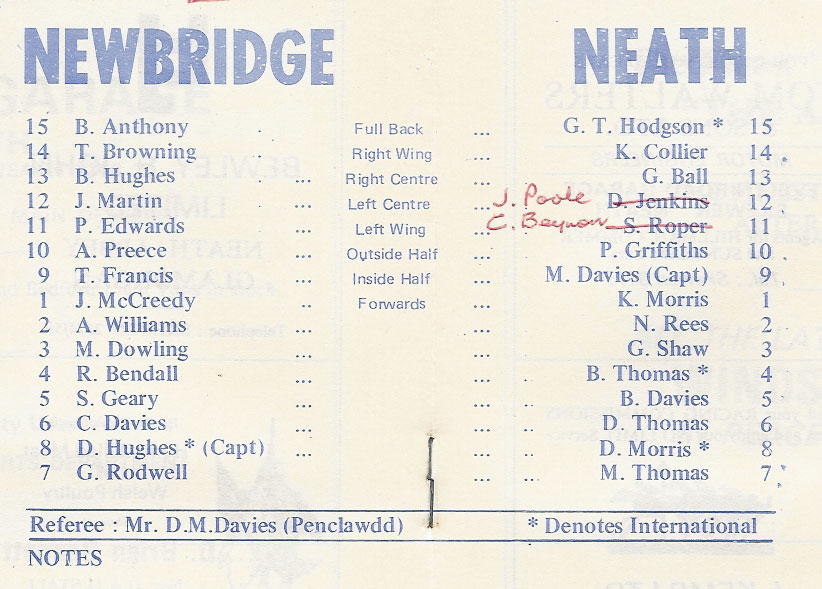 NEWBRIDGE NEATH
15 B. Anthony . Full Back ... G. T. Hodgson * 15
14 T. Browning Right Wing ... K. Collier 14
13 B. Hughes ... Right Centre ... G. Ball 13
12 J. Martin ... Left Centre ... J. Poole D. Jenkins 12
11 P. Edwards ... Left Wing ... C. Beynon S. Roper 11
10 A. Preece ... Outside Half ... P. Griffiths 10
9 T. Francis ... Inside Half ... M. Davies (Capt) 9
1 J. McCreedy .. Forwards ... K. Morris 1
2 A. Williams ... ... N. Rees 2
3 M. Dowling ... ... G. Shaw 3
4 R. Bendall ... ... .. B. Thomas * 4
5 S. Geary ... ... B. Davies 5
6 C. Davies ... ... .. D. Thomas 6
8 D. Hughes * (Capt) ... ... .. D. Morris * 8
7 G. Rodwell ... ... M. Thomas 7
Referee : Mr. D.M.Davies (Penclawdd) * Denotes International
NOTES